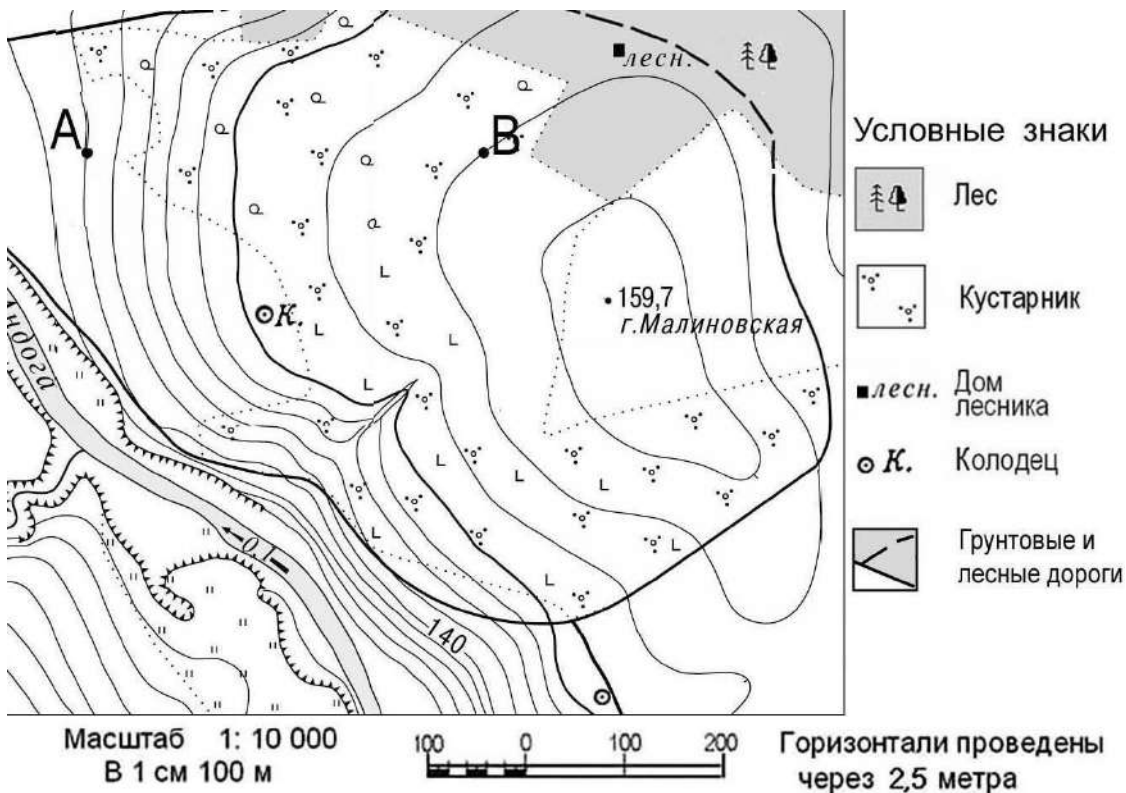 лесн.
А
В
К.
159,7
г.Малиновская
ндога
0,1
140
Условные знаки
Лес
Кустарник
лесн. Дом
лесника
К. Колодец
Грунтовые и
лесные дороги
Масштаб 1: 10 000
В 1 см 100 м
100 0 100 200
Горизонтали проведены
через 2,5 метра